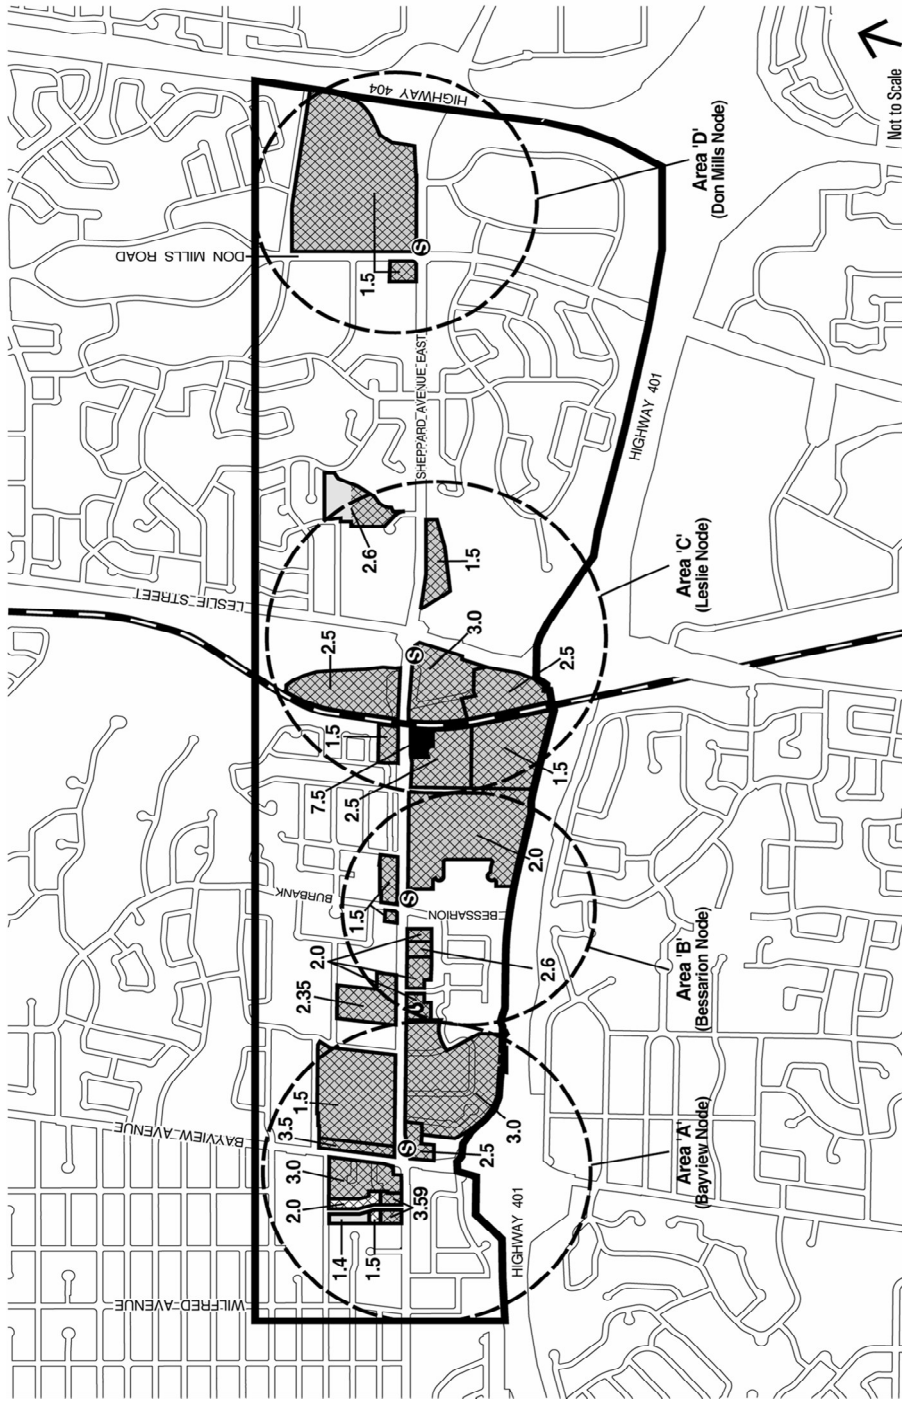 HIGHWAY 404
Not to Scale
Area 'D'
(Don Mills Node)
DON MILLS ROAD
1.5
SHEPPARD AVENUE EAST
HIGHWAY 401
2.6
1.5
Area 'C'
(Leslie Node)
LESLIE STREET
S
3.0
2.5
2.5
1.5
7.5
2.5
1.5
2.0
BURBANK
1.5
S
BESSARION
2.0
2.6
2.35
Area 'B'
(Bessarion Node)
BAYVIEW AVENUE
1.5
3.5
S
3.0
2.5
3.0
2.0
3.59
1.4
1.5
Area 'A'
(Bayview Node)
HIGHWAY 401
WILFRED AVENUE
S